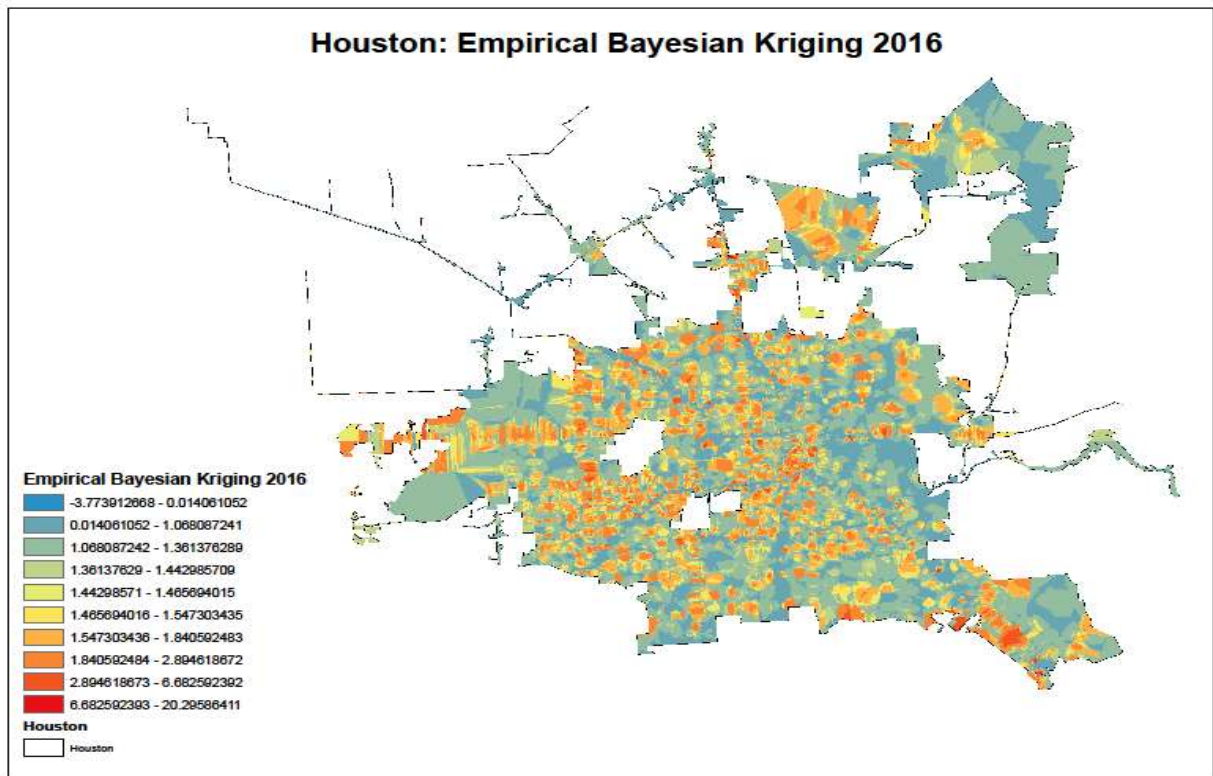 Houston: Empirical Bayesian Kriging 2016
Empirical Bayesian Kriging 2016
-3.773912668 - 0.014061052
0.014061052 - 1.068087241
1.068087242 - 1.361376289
1.36137629 - 1.442985709
1.44298571 - 1.465694015
1.465694016 - 1.547303435
1.547303436 - 1.840592483
1.840592484 - 2.894618672
2.894618673 - 6.682592392
6.682592393 - 20.29586411
Houston
Houston